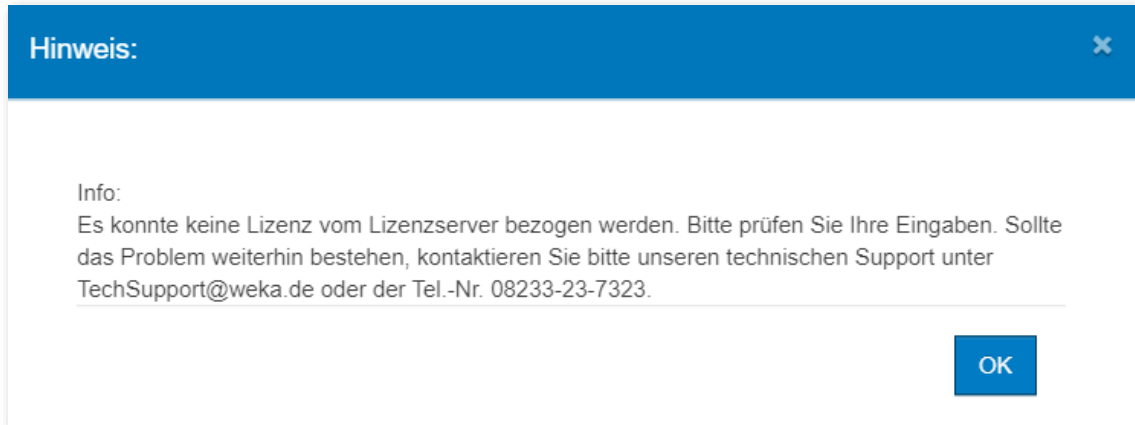 Hinweis:
Info:
Es konnte keine Lizenz vom Lizenzserver bezogen werden. Bitte prüfen Sie Ihre Eingaben. Sollte
das Problem weiterhin bestehen, kontaktieren Sie bitte unseren technischen Support unter
TechSupport@weka.de oder der Tel.-Nr. 08233-23-7323.
OK